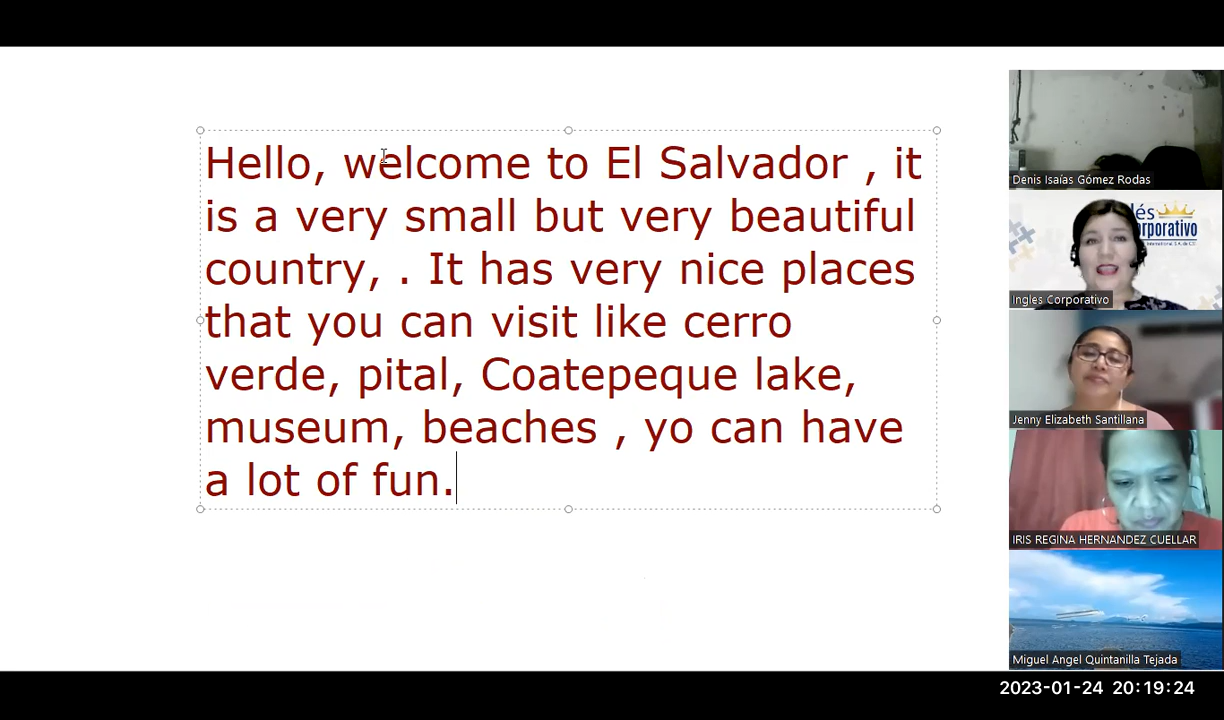 Hello, welcome to El Salvador , it
is a very small but very beautiful
country, . It has very nice places
that you can visit like cerro
verde, pital, Coatepeque lake,
museum, beaches , yo can have
a lot of fun.
Denis Isaías Gómez Rodas
Ingles Corporativo
Jenny Elizabeth Santillana
IRIS REGINA HERNANDEZ CUELLAR
Miguel Angel Quintanilla Tejada
2023-01-24 20:19:24